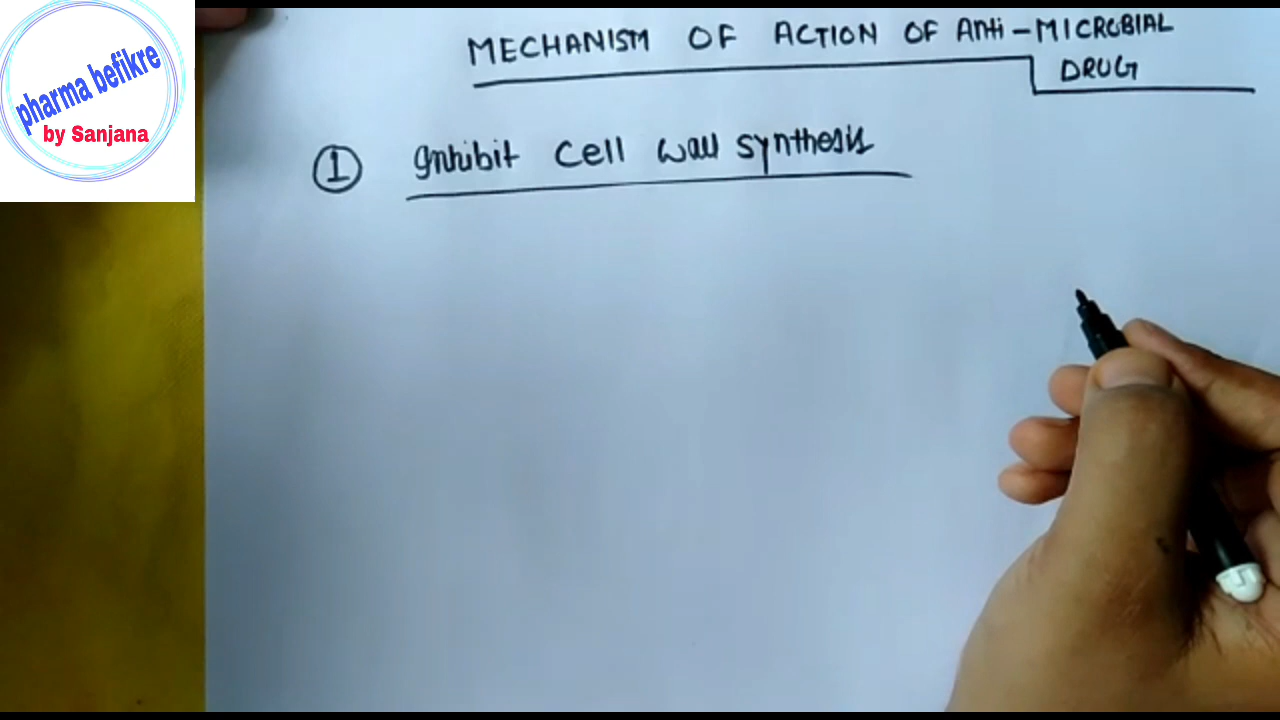 pharma befikre
by Sanjana
MECHANISM OF ACTION OF Anti-MICROBIAL
DRUG
① Inhibit Cell wall synthesis